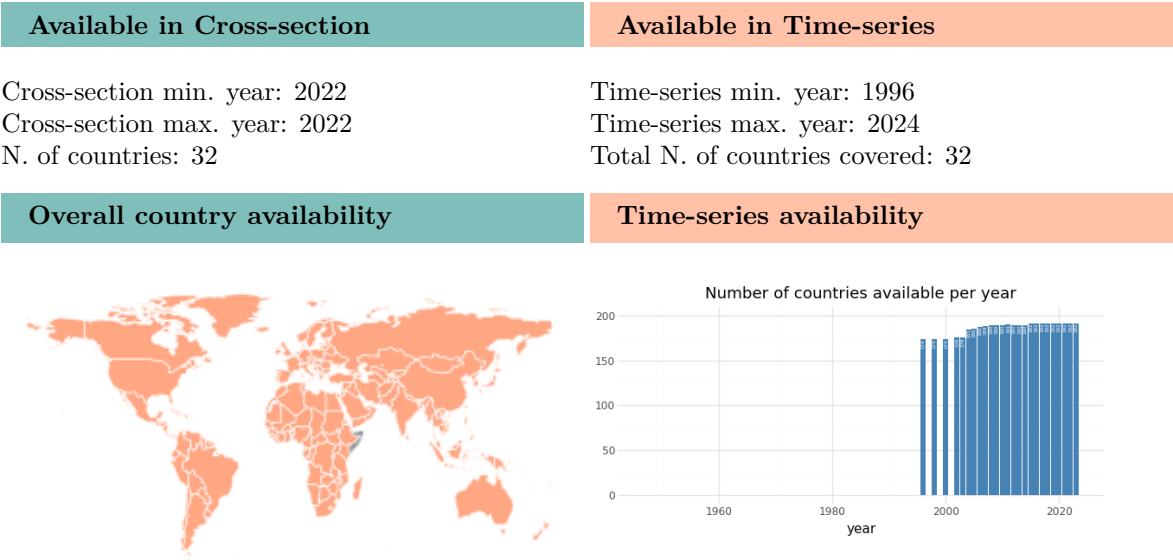 Available in Cross-section
Available in Time-series
Cross-section min. year: 2022
Cross-section max. year: 2022
N. of countries: 32
Time-series min. year: 1996
Time-series max. year: 2024
Total N. of countries covered: 32
Overall country availability
Time-series availability
Number of countries available per year
200
150
100
50
0
1960
1980
2000
2020
year